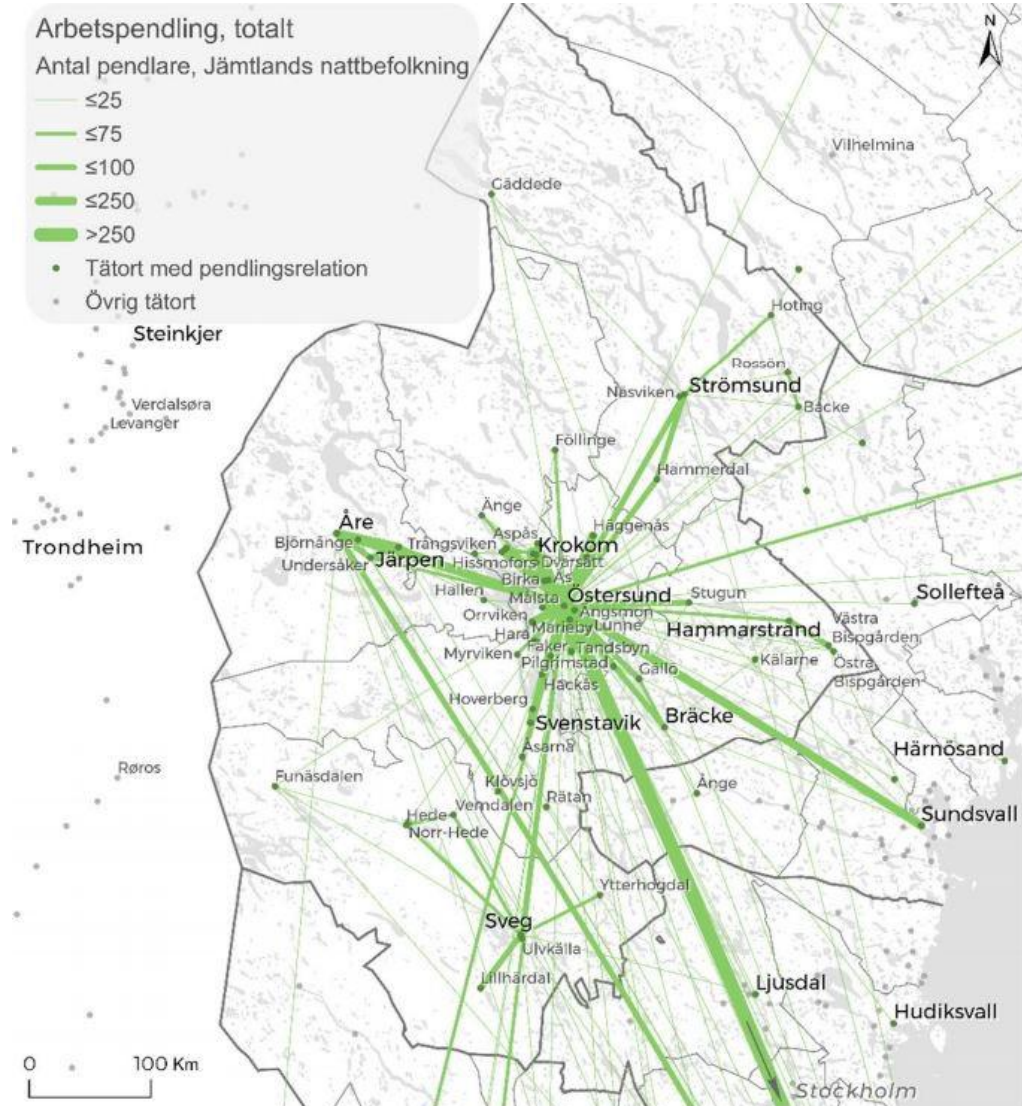 Arbetspendling, totalt
Antal pendlare, Jämtlands nattbefolkning
≤25
≤75
≤100
≤250
>250
Tätort med pendlingsrelation
Övrig tätort
N
Vilhelmina
Gäddede
Hoting
Steinkjer
Rossön
Strömsund
Näsviken
Backe
Verdalsøra
Levanger
Föllinge
Hammerdal
Änge
Åre
Häggenås
Aspås
Björnänge
Trångsviken
Krokom
Trondheim
Undersåker
Järpen
Hissmofors
Dvärsätt
Birka
Ås
Hallen
Målsta
Östersund
Stugun
Sollefteå
Orrviken
Ängsmon
Marieby
Lunne
Hammarstrand
Västra
Bispgården
Hara
Fåker
Tandsbyn
Myrviken
Pilgrimstad
Kälarne
Östra
Bispgården
Hackås
Gällö
Hoverberg
Svenstavik
Bräcke
Åsarna
Härnösand
Røros
Funäsdalen
Klövsjö
Ånge
Vemdalen
Rätan
Hede
Norr-Hede
Sundsvall
Ytterhogdal
Sveg
Ulvkälla
Lillhärdal
Ljusdal
Hudiksvall
0 100 Km
Stockholm